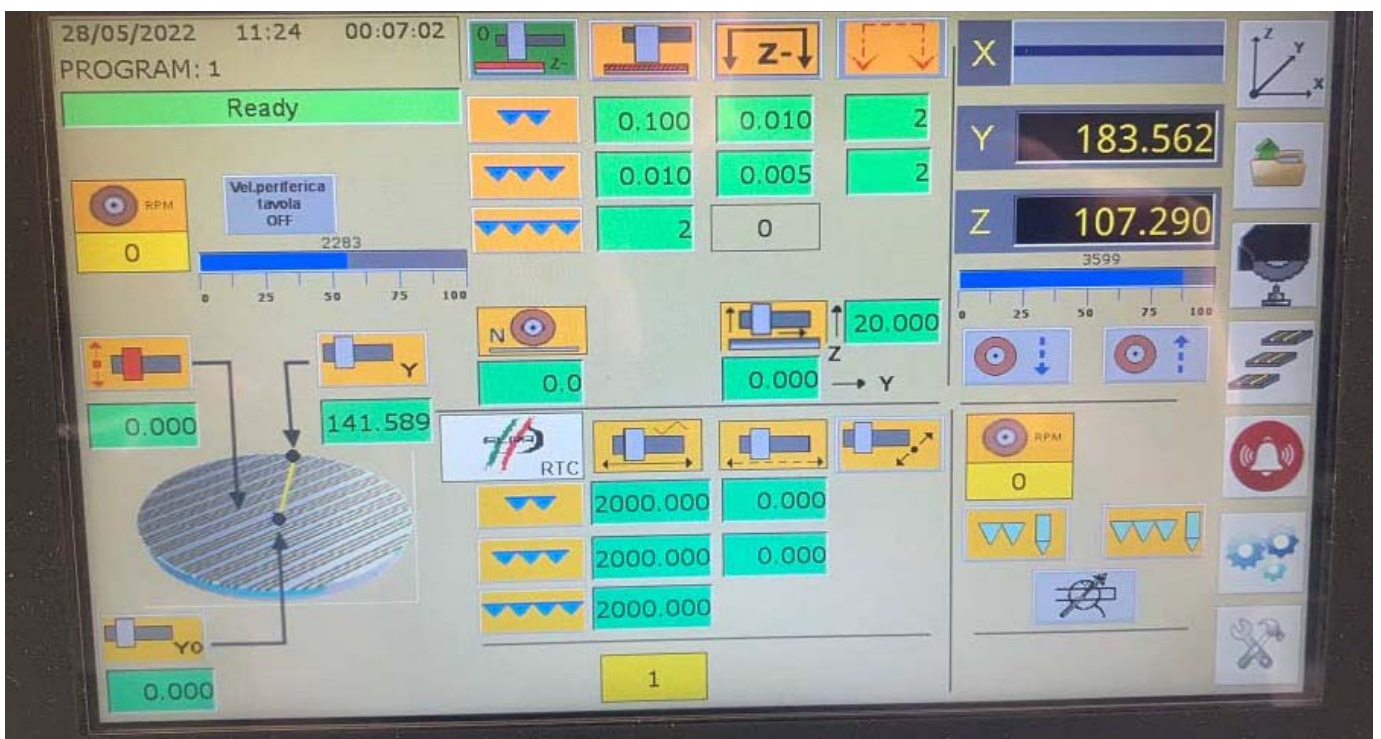 28/05/2022 11:24 00:07:02
PROGRAM: 1
Ready
RPM
0
Vel.periferica
tavola
OFF
2283
0 25 50 75 100
0.000
Y
141.589
Y0
0.000
0 Z-
Z-
0.100 0.010 2
0.010 0.005 2
2 0
N
0.0
Z
20.000
0.000 Y
RTC
2000.000 0.000
2000.000 0.000
2000.000
1
X
Y 183.562
Z 107.290
3599
0 25 50 75 100
RPM
0
Z
Y
X